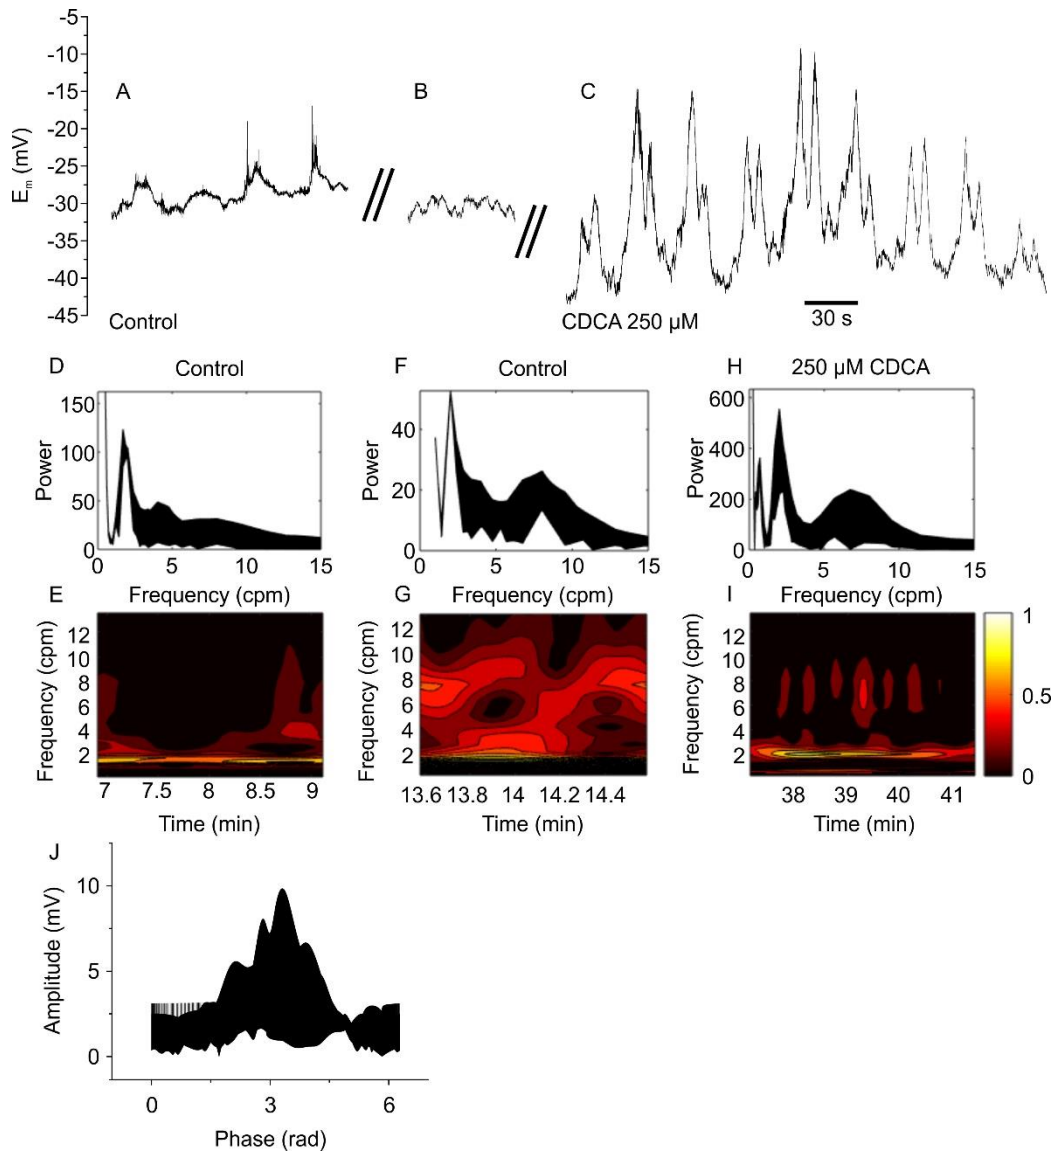 -5
-10
-15
-20
-25
-30
-35
-40
-45
Eₘ (mV)
A
B
C
Control
CDCA 250 µM
30 s
D
Control
F
Control
H
250 µM CDCA
150
100
50
0
Power
0 5 10 15
Frequency (cpm)
40
20
0
Power
0 5 10 15
Frequency (cpm)
600
400
200
0
Power
0 5 10 15
Frequency (cpm)
E
12
10
8
6
4
2
Frequency (cpm)
7 7.5 8 8.5 9
Time (min)
G
12
10
8
6
4
2
Frequency (cpm)
13.6 13.8 14 14.2 14.4
Time (min)
I
12
10
8
6
4
2
Frequency (cpm)
38 39 40 41
Time (min)
1
0.5
0
J
10
5
0
Amplitude (mV)
0 3 6
Phase (rad)